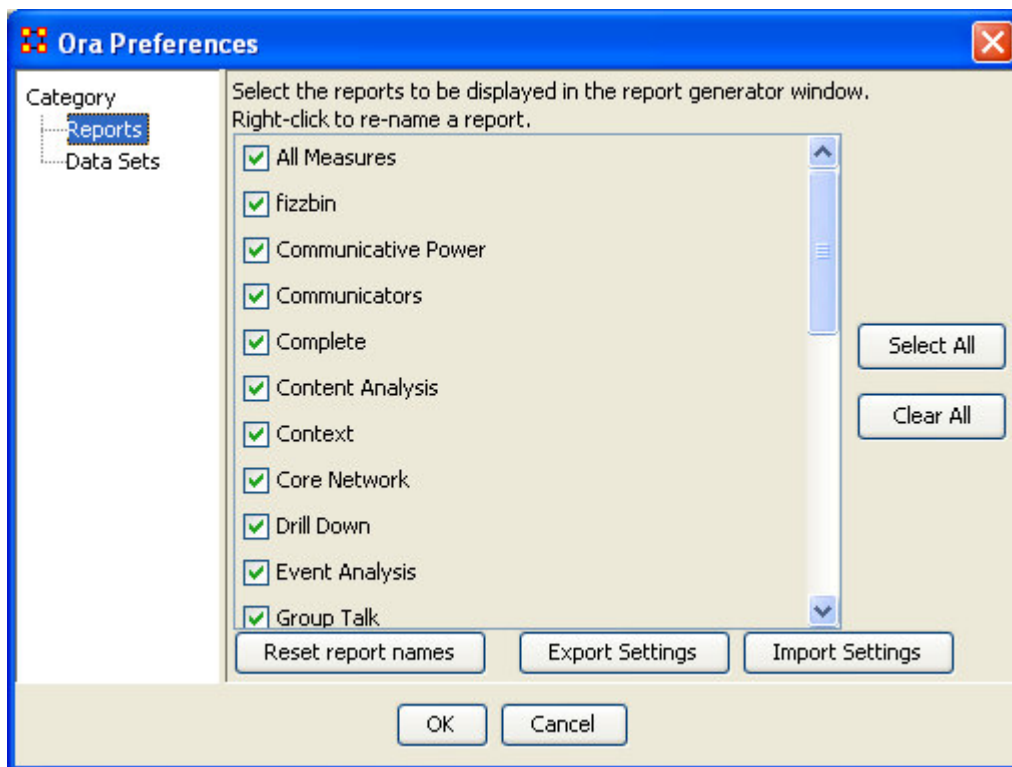 Ora Preferences
Category
Reports
Data Sets
Select the reports to be displayed in the report generator window.
Right-click to re-name a report.
All Measures
fizzbin
Communicative Power
Communicators
Complete
Content Analysis
Context
Core Network
Drill Down
Event Analysis
Group Talk
Select All
Clear All
Reset report names
Export Settings
Import Settings
OK
Cancel